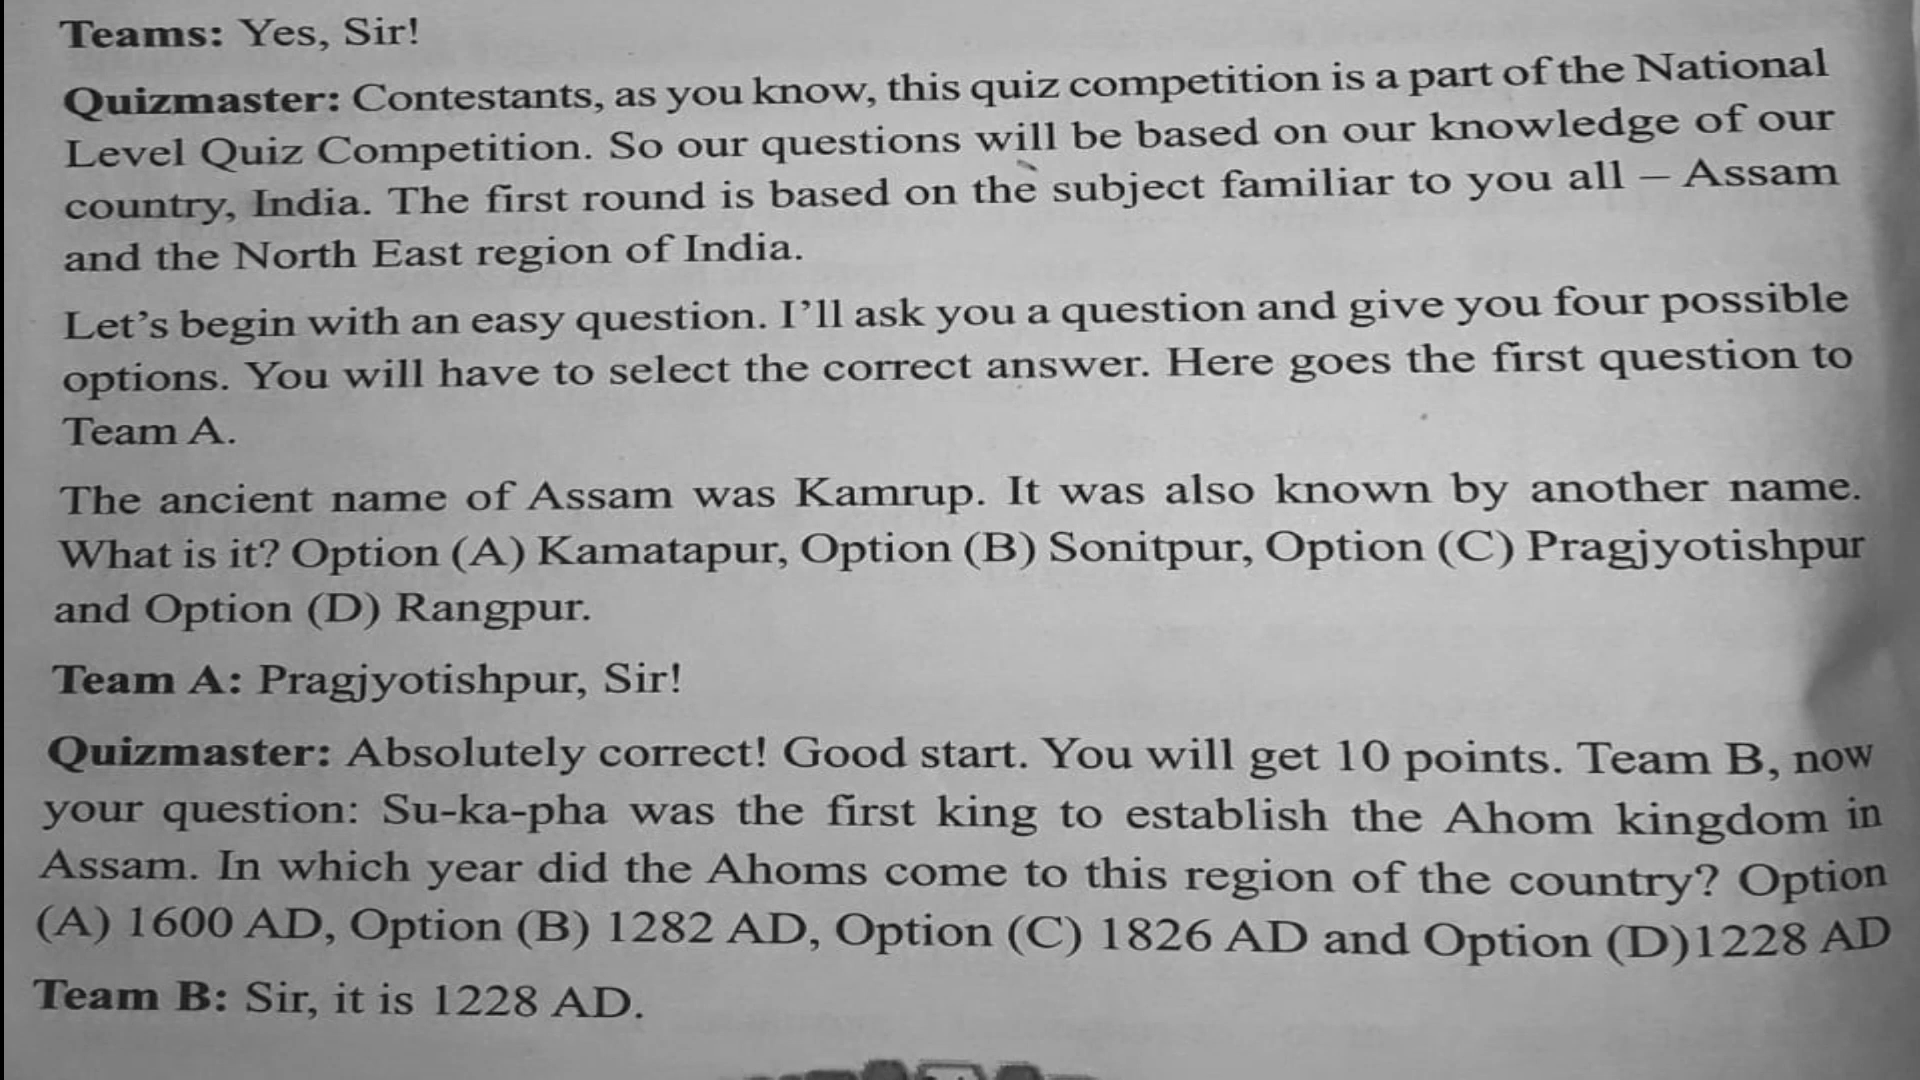 Teams: Yes, Sir!
Quizmaster: Contestants, as you know, this quiz competition is a part of the National
Level Quiz Competition. So our questions will be based on our knowledge of our
country, India. The first round is based on the subject familiar to you all – Assam
and the North East region of India.
Let's begin with an easy question. I'll ask you a question and give you four possible
options. You will have to select the correct answer. Here goes the first question to
Team A.
The ancient name of Assam was Kamrup. It was also known by another name.
What is it? Option (A) Kamatapur, Option (B) Sonitpur, Option (C) Pragjyotishpur
and Option (D) Rangpur.
Team A: Pragjyotishpur, Sir!
Quizmaster: Absolutely correct! Good start. You will get 10 points. Team B, now
your question: Su-ka-pha was the first king to establish the Ahom kingdom in
Assam. In which year did the Ahoms come to this region of the country? Option
(A) 1600 AD, Option (B) 1282 AD, Option (C) 1826 AD and Option (D)1228 AD
Team B: Sir, it is 1228 AD.